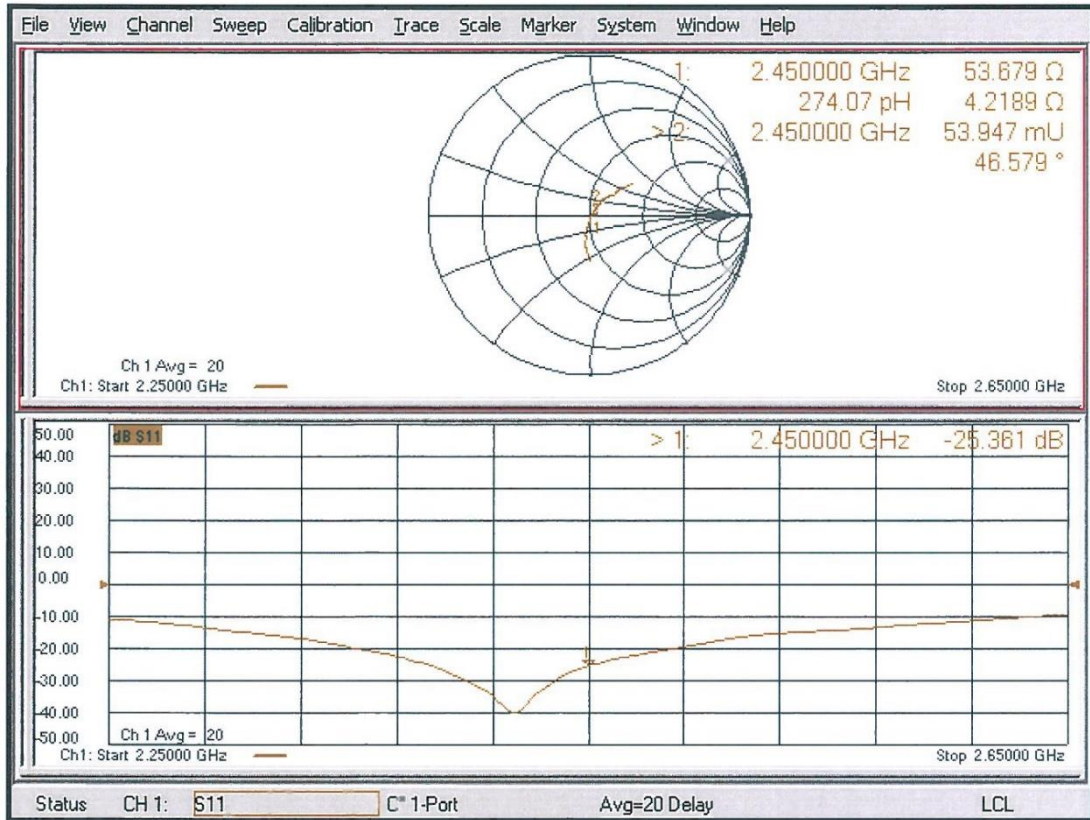 File View Channel Sweep Calibration Trace Scale Marker System Window Help
1: 2.450000 GHz 53.679 Ω
274.07 pH 4.2189 Ω
> 2: 2.450000 GHz 53.947 mU
46.579 °
2
1
Ch 1 Avg = 20
Ch1: Start 2.25000 GHz Stop 2.65000 GHz
50.00 dB S11 > 1: 2.450000 GHz -25.361 dB
40.00
30.00
20.00
10.00
0.00
-10.00
-20.00
1
-30.00
-40.00
-50.00 Ch 1 Avg = 20
Ch1: Start 2.25000 GHz Stop 2.65000 GHz
Status CH 1: S11 C* 1-Port Avg=20 Delay LCL